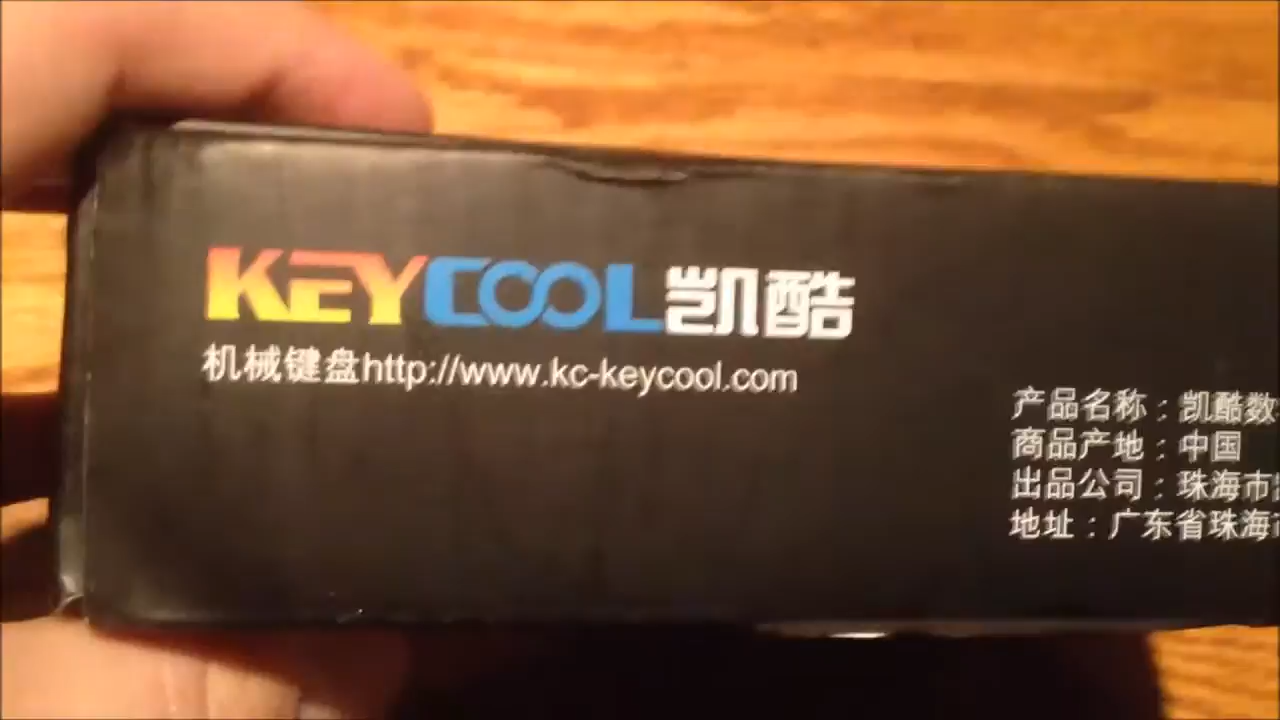 KEYCOOL凯酷
机械键盘http://www.kc-keycool.com
产品名称：凯酷数
商品产地：中国
出品公司：珠海市
地址：广东省珠海市